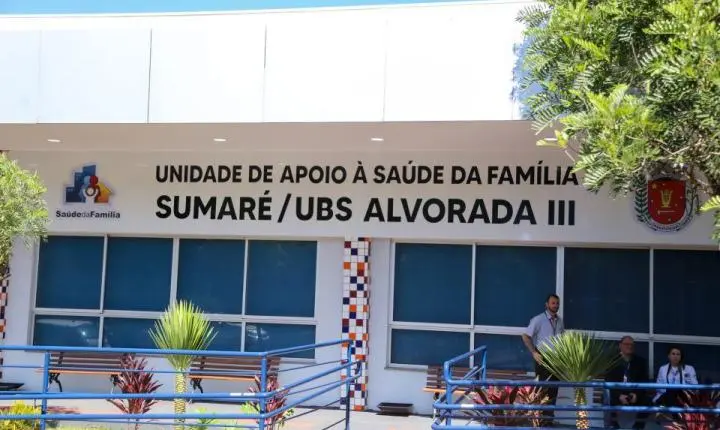 UNIDADE DE APOIO À SAÚDE DA FAMÍLIA
SUMARÉ/UBS ALVORADA III
SaúdedaFamília